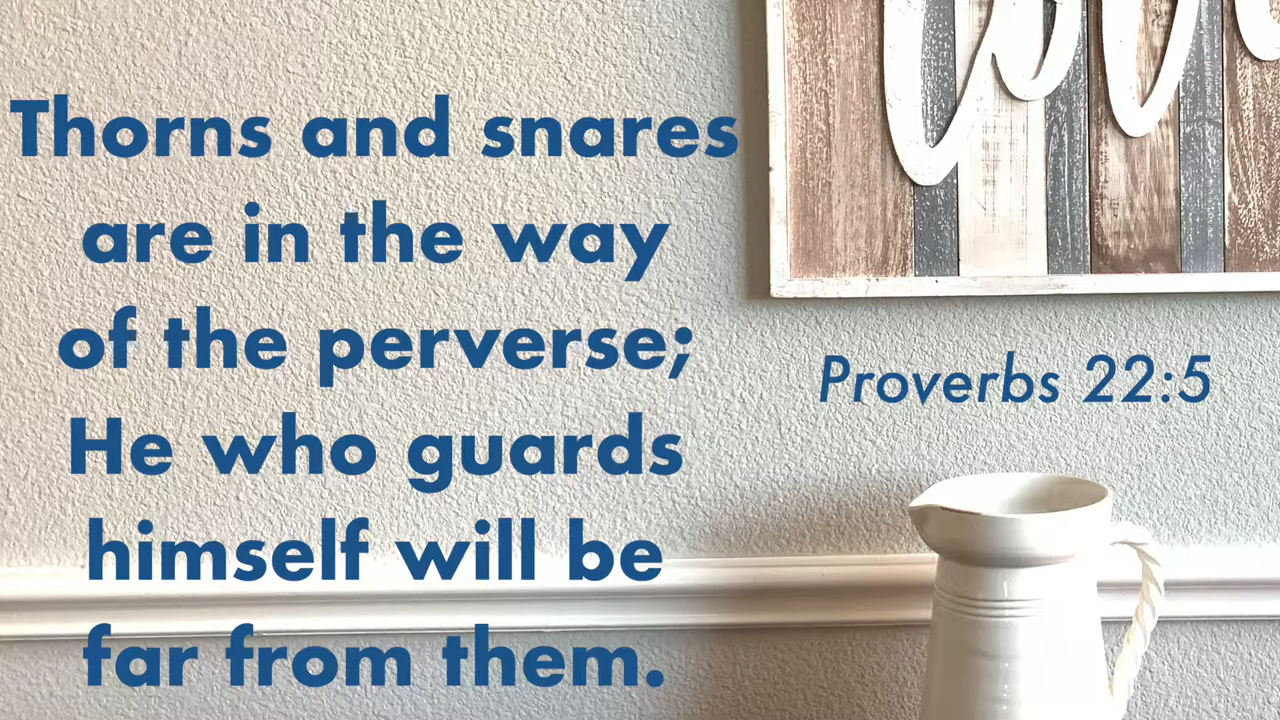 Thorns and snares
are in the way
of the perverse;
He who guards
himself will be
far from them.
Proverbs 22:5